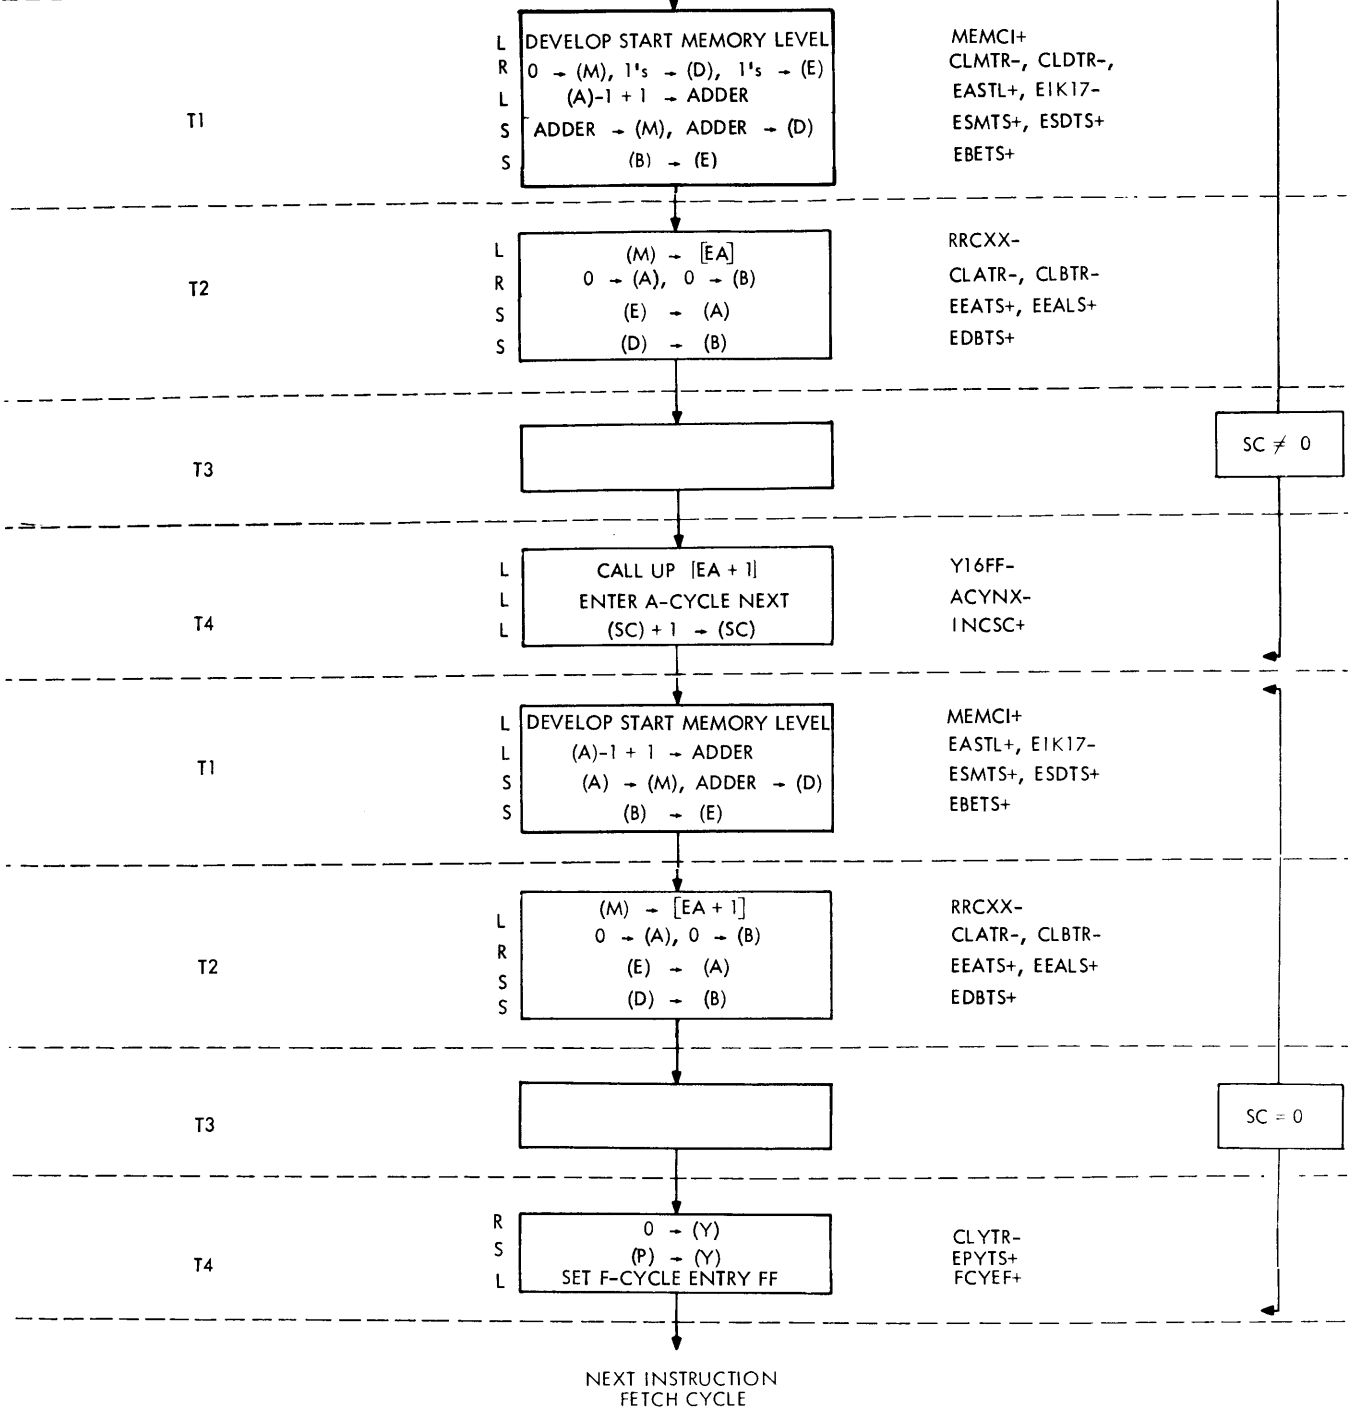 L DEVELOP START MEMORY LEVEL MEMCI+
R 0 → (M), 1's → (D), 1's → (E) CLMTR-, CLDTR-,
L (A)-1 + 1 → ADDER EASTL+, EIK17-
T1
S ADDER → (M), ADDER → (D) ESMTS+, ESDTS+
S (B) → (E) EBETS+
L (M) → [EA] RRCXX-
R 0 → (A), 0 → (B) CLATR-, CLBTR-
T2
S (E) → (A) EEATS+, EEALS+
S (D) → (B) EDBTS+
SC ≠ 0
T3
L CALL UP [EA + 1] Y16FF-
L ENTER A-CYCLE NEXT ACYNX-
T4 L (SC) + 1 → (SC) INCSC+
L DEVELOP START MEMORY LEVEL MEMCI+
L (A)-1 + 1 → ADDER EASTL+, EIK17-
T1
S (A) → (M), ADDER → (D) ESMTS+, ESDTS+
S (B) → (E) EBETS+
L (M) → [EA + 1] RRCXX-
R 0 → (A), 0 → (B) CLATR-, CLBTR-
T2 S (E) → (A) EEATS+, EEALS+
S (D) → (B) EDBTS+
T3 SC = 0
R 0 → (Y) CLYTR-
S (P) → (Y) EPYTS+
T4 L SET F-CYCLE ENTRY FF FCYEF+
NEXT INSTRUCTION
FETCH CYCLE